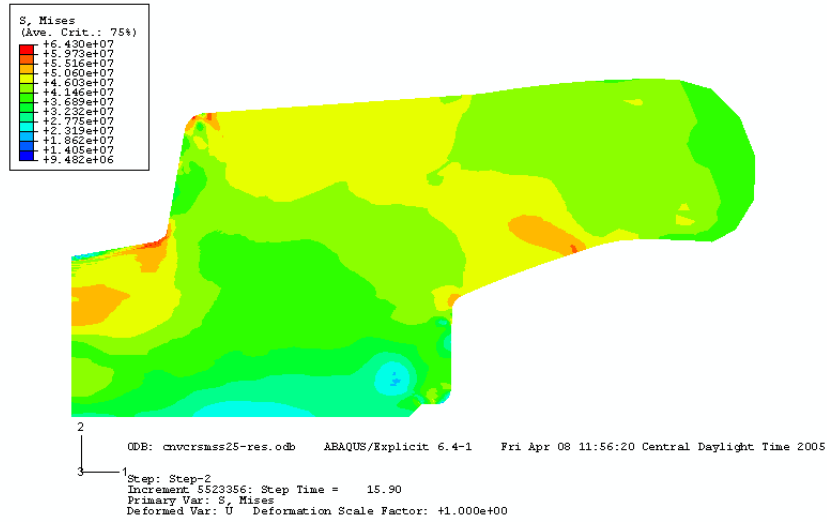 S, Mises
(Ave. Crit.: 75%)
+6.430e+07
+5.973e+07
+5.516e+07
+5.060e+07
+4.603e+07
+4.146e+07
+3.689e+07
+3.232e+07
+2.775e+07
+2.319e+07
+1.862e+07
+1.405e+07
+9.482e+06
2
3
1
ODB: cnvcrsmss25-res.odb ABAQUS/Explicit 6.4-1 Fri Apr 08 11:56:20 Central Daylight Time 2005
Step: Step-2
Increment 5523356: Step Time = 15.90
Primary Var: S, Mises
Deformed Var: U Deformation Scale Factor: +1.000e+00